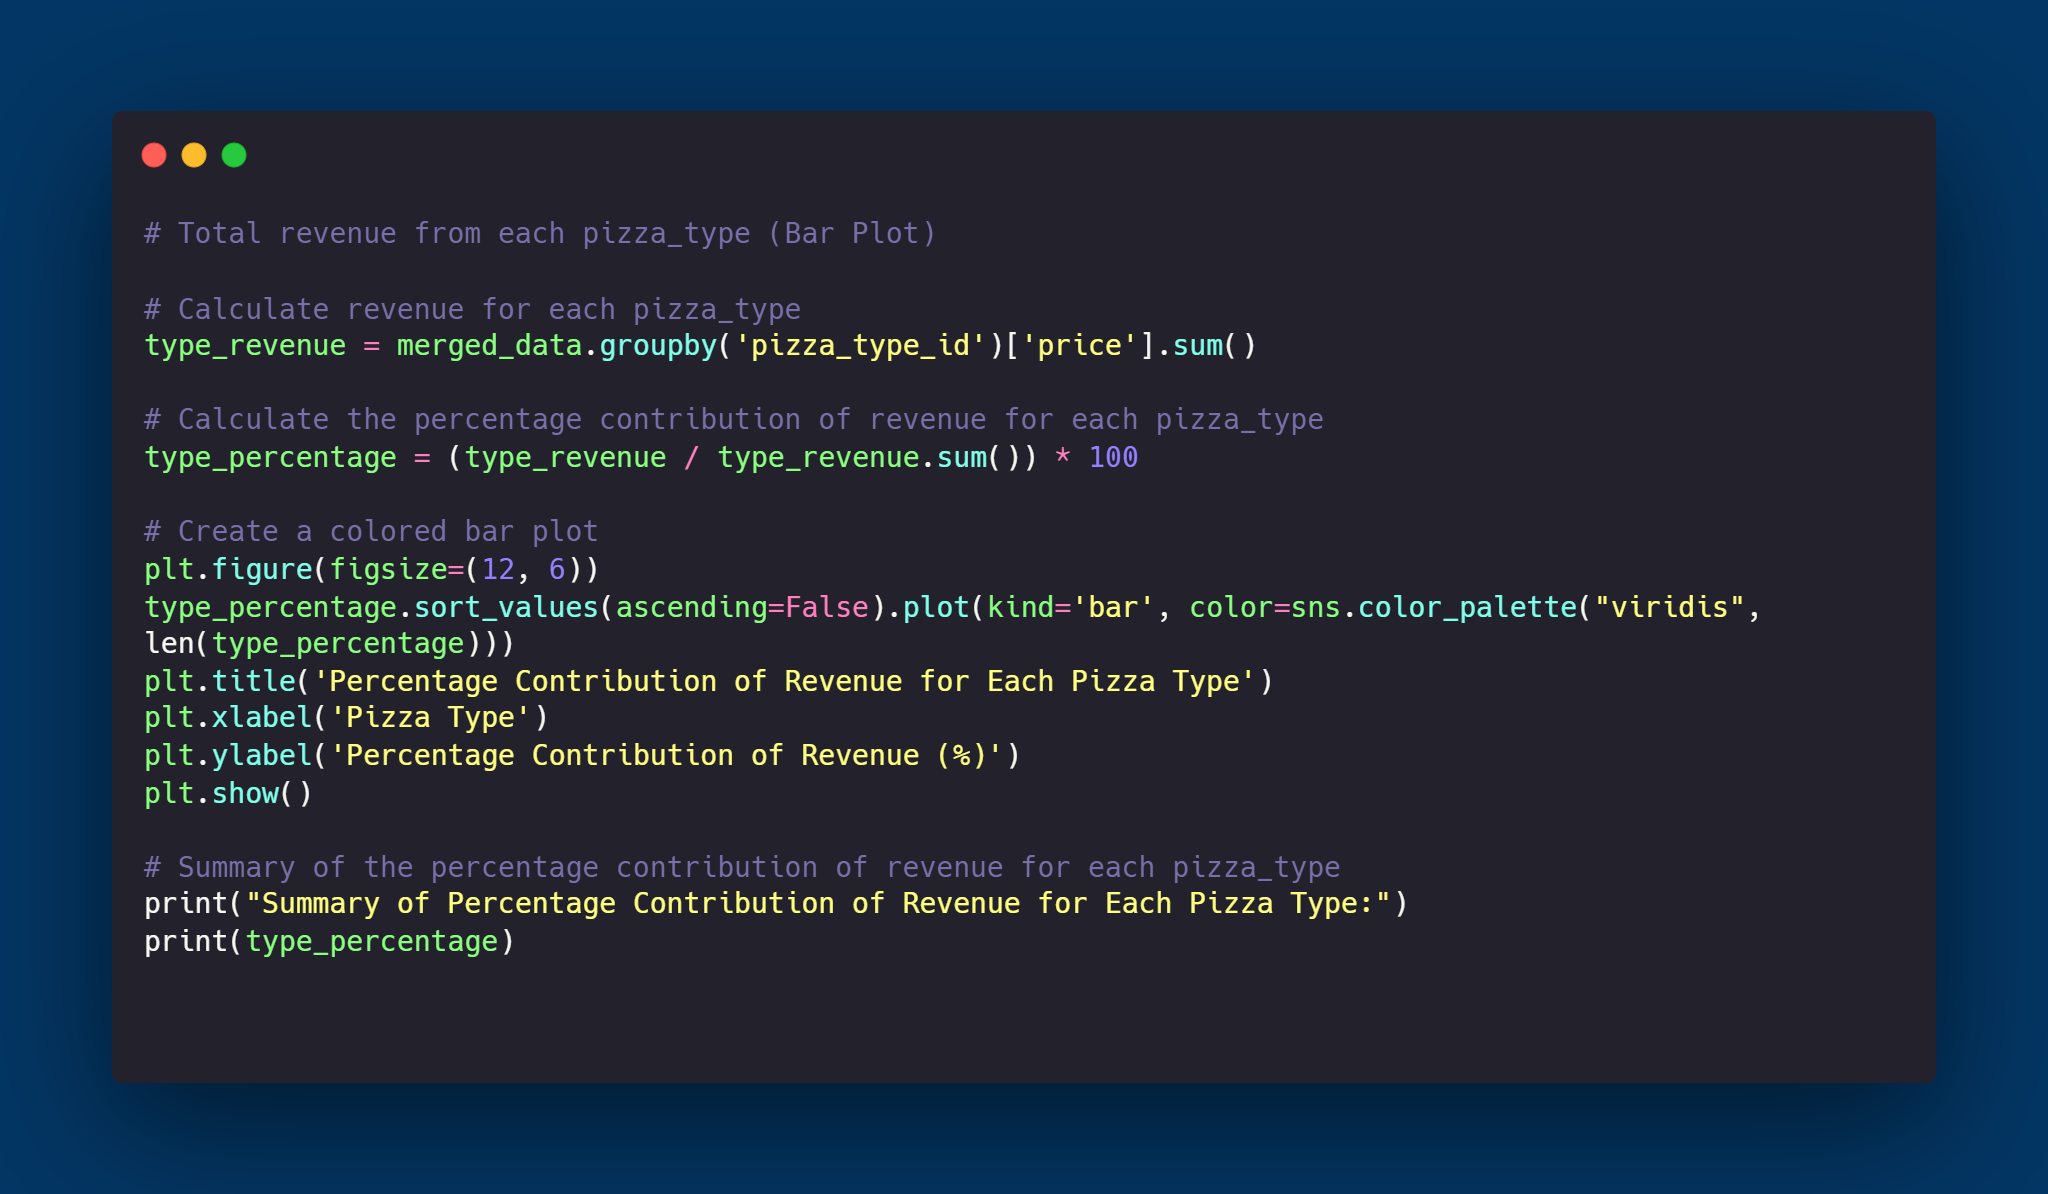 # Total revenue from each pizza_type (Bar Plot)
# Calculate revenue for each pizza_type
type_revenue = merged_data.groupby('pizza_type_id')['price'].sum()
# Calculate the percentage contribution of revenue for each pizza_type
type_percentage = (type_revenue / type_revenue.sum()) * 100
# Create a colored bar plot
plt.figure(figsize=(12, 6))
type_percentage.sort_values(ascending=False).plot(kind='bar', color=sns.color_palette("viridis",
len(type_percentage)))
plt.title('Percentage Contribution of Revenue for Each Pizza Type')
plt.xlabel('Pizza Type')
plt.ylabel('Percentage Contribution of Revenue (%)')
plt.show()
# Summary of the percentage contribution of revenue for each pizza_type
print("Summary of Percentage Contribution of Revenue for Each Pizza Type:")
print(type_percentage)